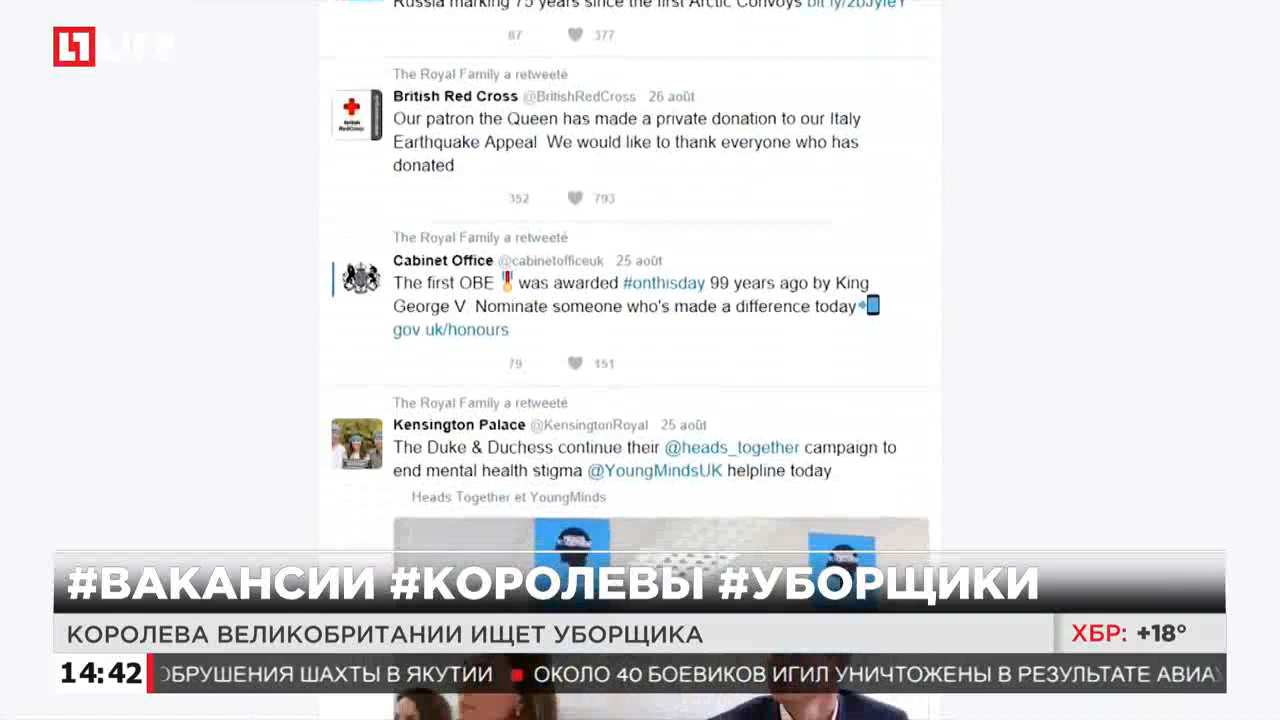 Russia marking 75 years since the first Arctic Convoys bit ly/2bJyIeY
LIFE
87 377
The Royal Family a retweeté
British Red Cross @BritishRedCross 26 août
Our patron the Queen has made a private donation to our Italy
Earthquake Appeal We would like to thank everyone who has
donated
352 793
The Royal Family a retweeté
Cabinet Office @cabinetofficeuk 25 août
The first OBE was awarded #onthisday 99 years ago by King
George V Nominate someone who's made a difference today
gov uk/honours
79 151
The Royal Family a retweeté
Kensington Palace @KensingtonRoyal 25 août
The Duke & Duchess continue their @heads_together campaign to
end mental health stigma @YoungMindsUK helpline today
Heads Together et YoungMinds
#ВАКАНСИИ #КОРОЛЕВЫ #УБОРЩИКИ
КОРОЛЕВА ВЕЛИКОБРИТАНИИ ИЩЕТ УБОРЩИКА
ХБР: +18°
14:42 ОБРУШЕНИЯ ШАХТЫ В ЯКУТИИ ОКОЛО 40 БОЕВИКОВ ИГИЛ УНИЧТОЖЕНЫ В РЕЗУЛЬТАТЕ АВИА